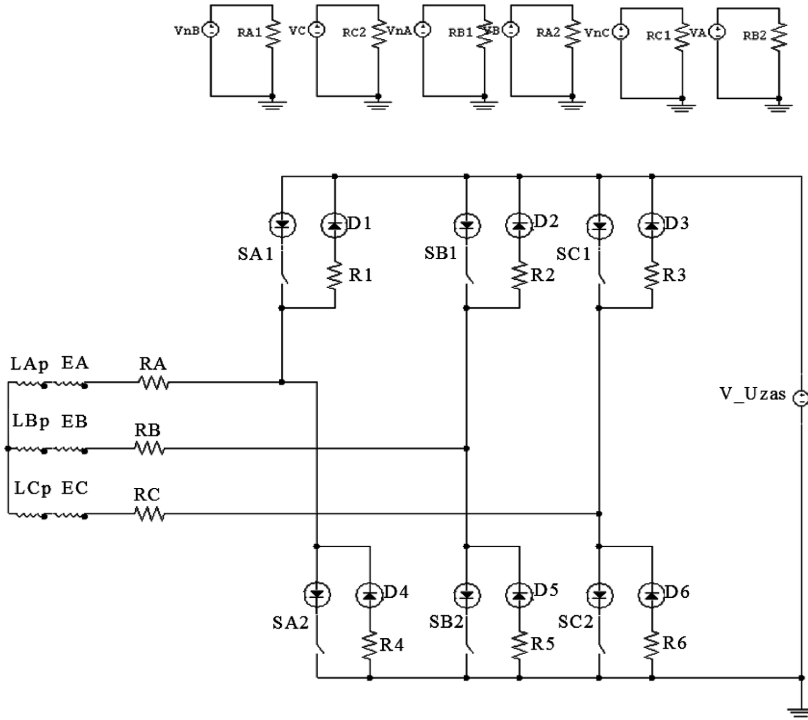 VnB RA1 VC RC2 VnA RB1 VB RA2 VnC RC1 VA RB2
D1 D2 D3
SA1 SB1 SC1
R1 R2 R3
LAp EA RA
V_Uzas
LBp EB RB
LCp EC RC
D4 D5 D6
SA2 SB2 SC2
R4 R5 R6